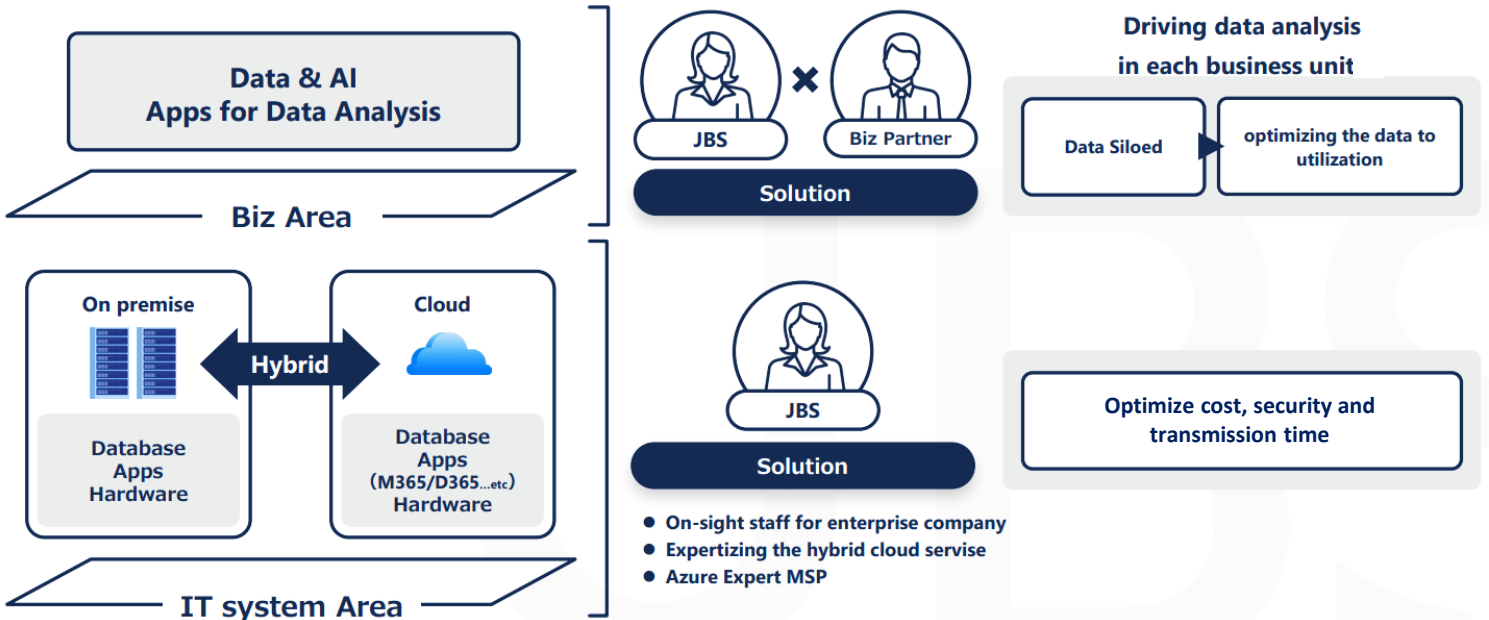 Data & AI
Apps for Data Analysis
Biz Area
JBS
Biz Partner
Solution
Driving data analysis
in each business unit
Data Siloed
optimizing the data to
utilization
On premise
Hybrid
Cloud
Database
Apps
Hardware
Database
Apps
(M365/D365...etc)
Hardware
IT system Area
JBS
Solution
● On-sight staff for enterprise company
● Expertizing the hybrid cloud servise
● Azure Expert MSP
Optimize cost, security and
transmission time